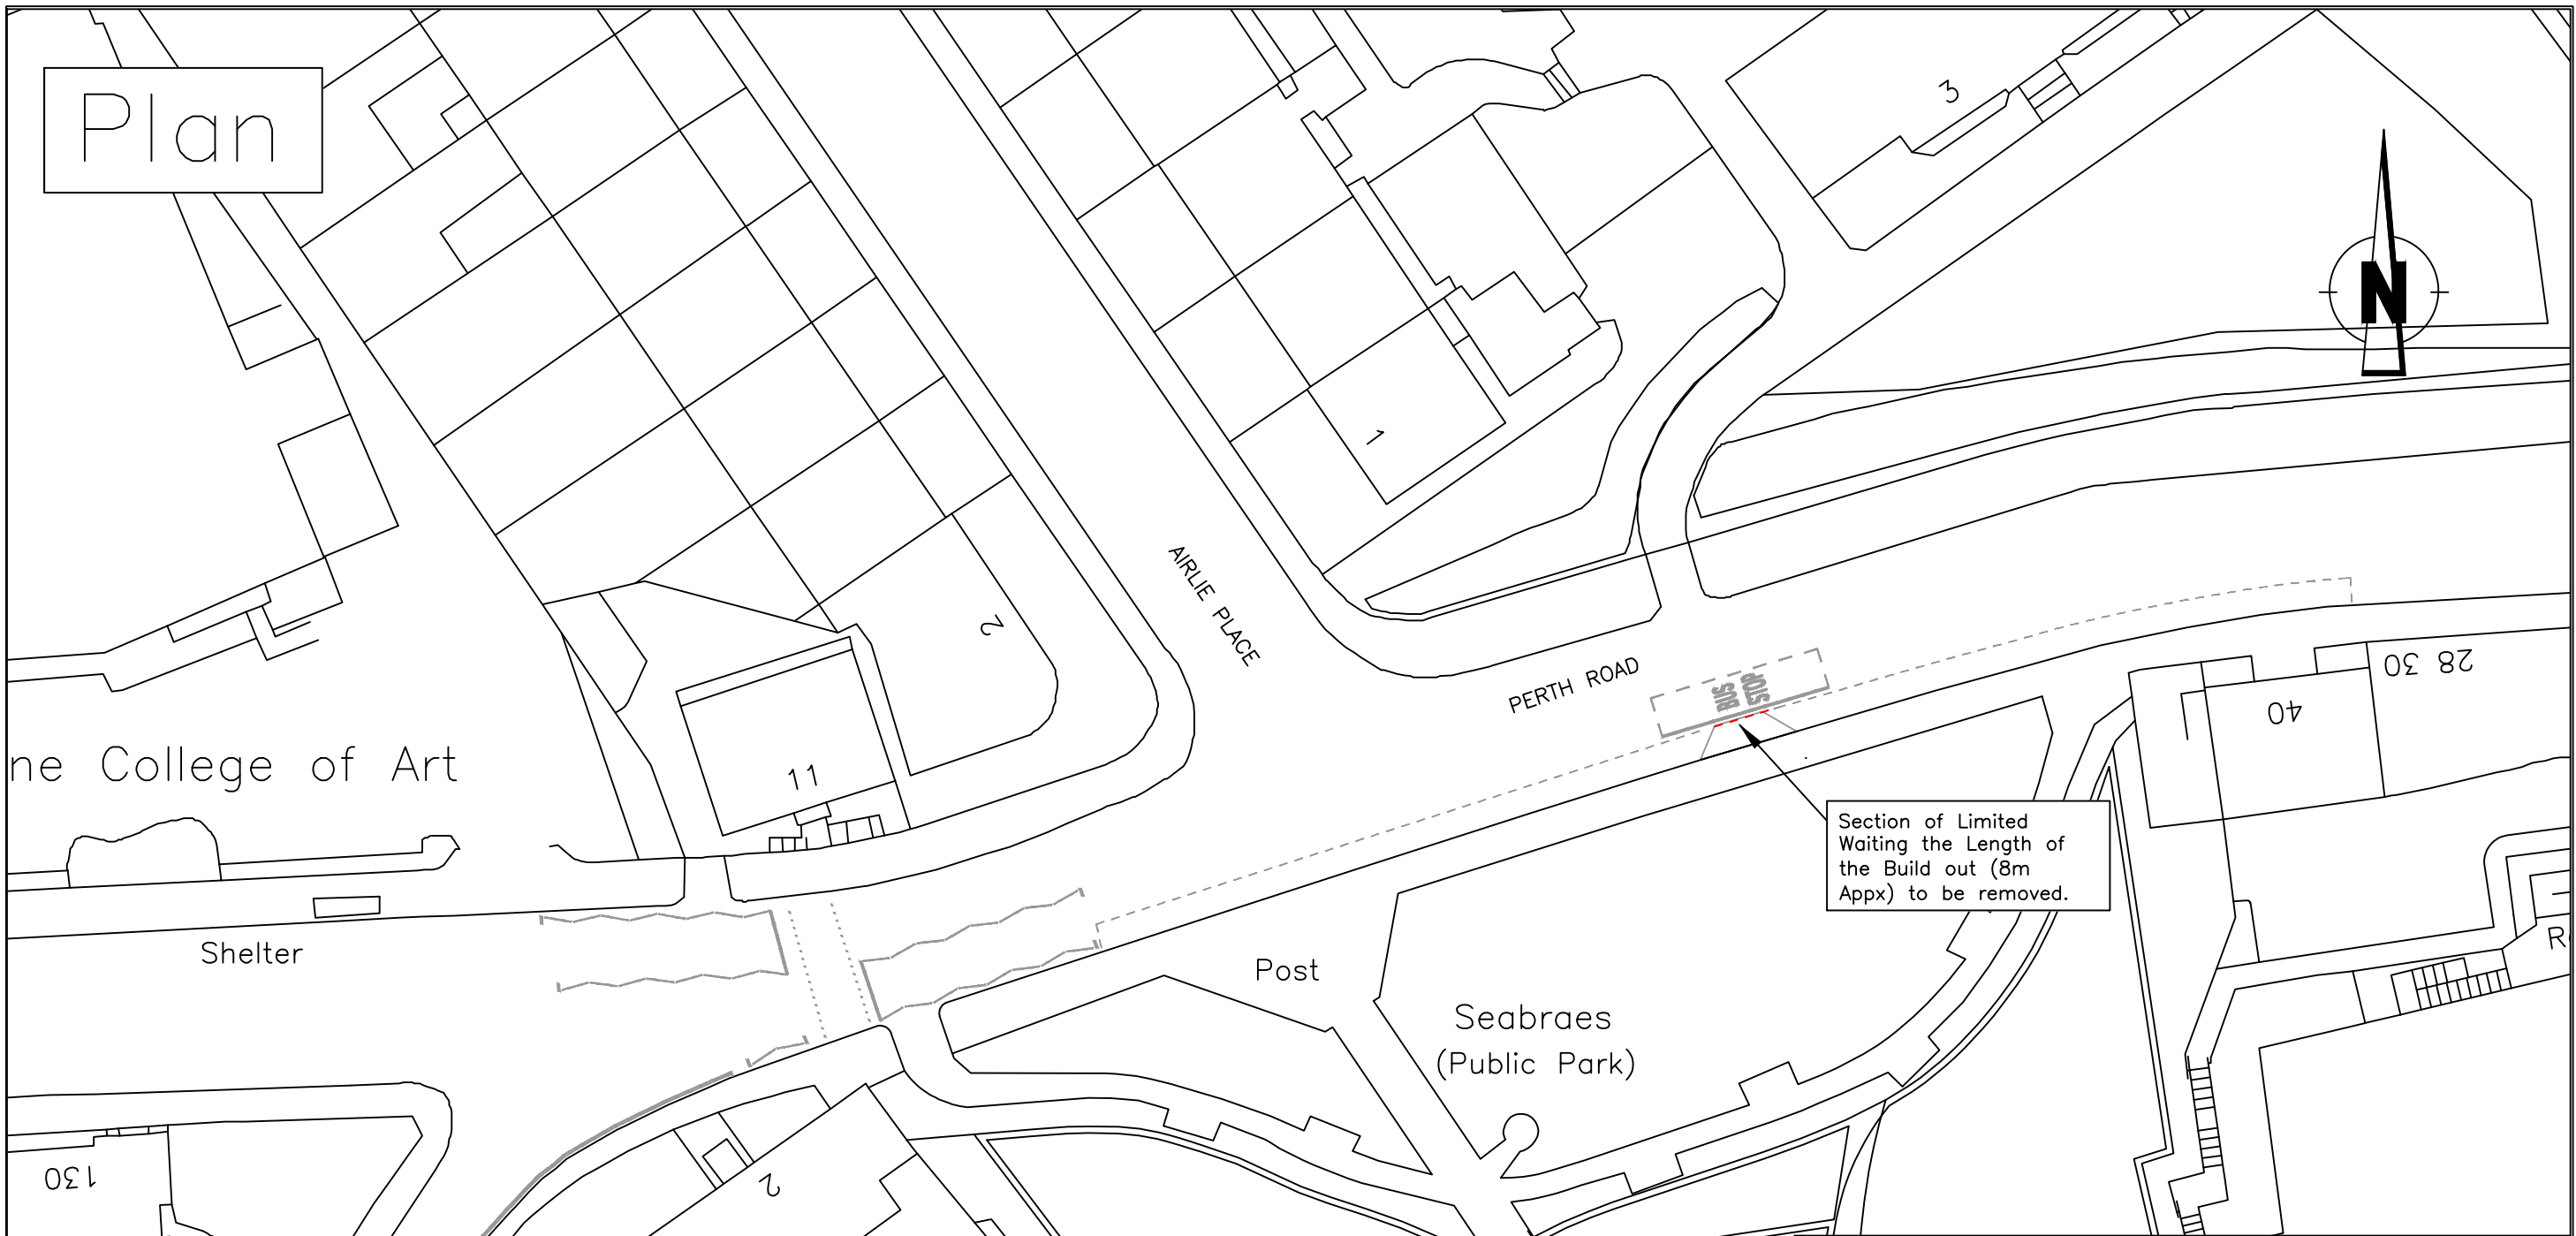 Plan
3
N
1
AIRLIE PLACE
2
PERTH ROAD
BUS
STOP
28 30
40
ne College of Art
11
Section of Limited
Waiting the Length of
the Build out (8m
Appx) to be removed.
Shelter
Post
Seabraes
(Public Park)
130
2